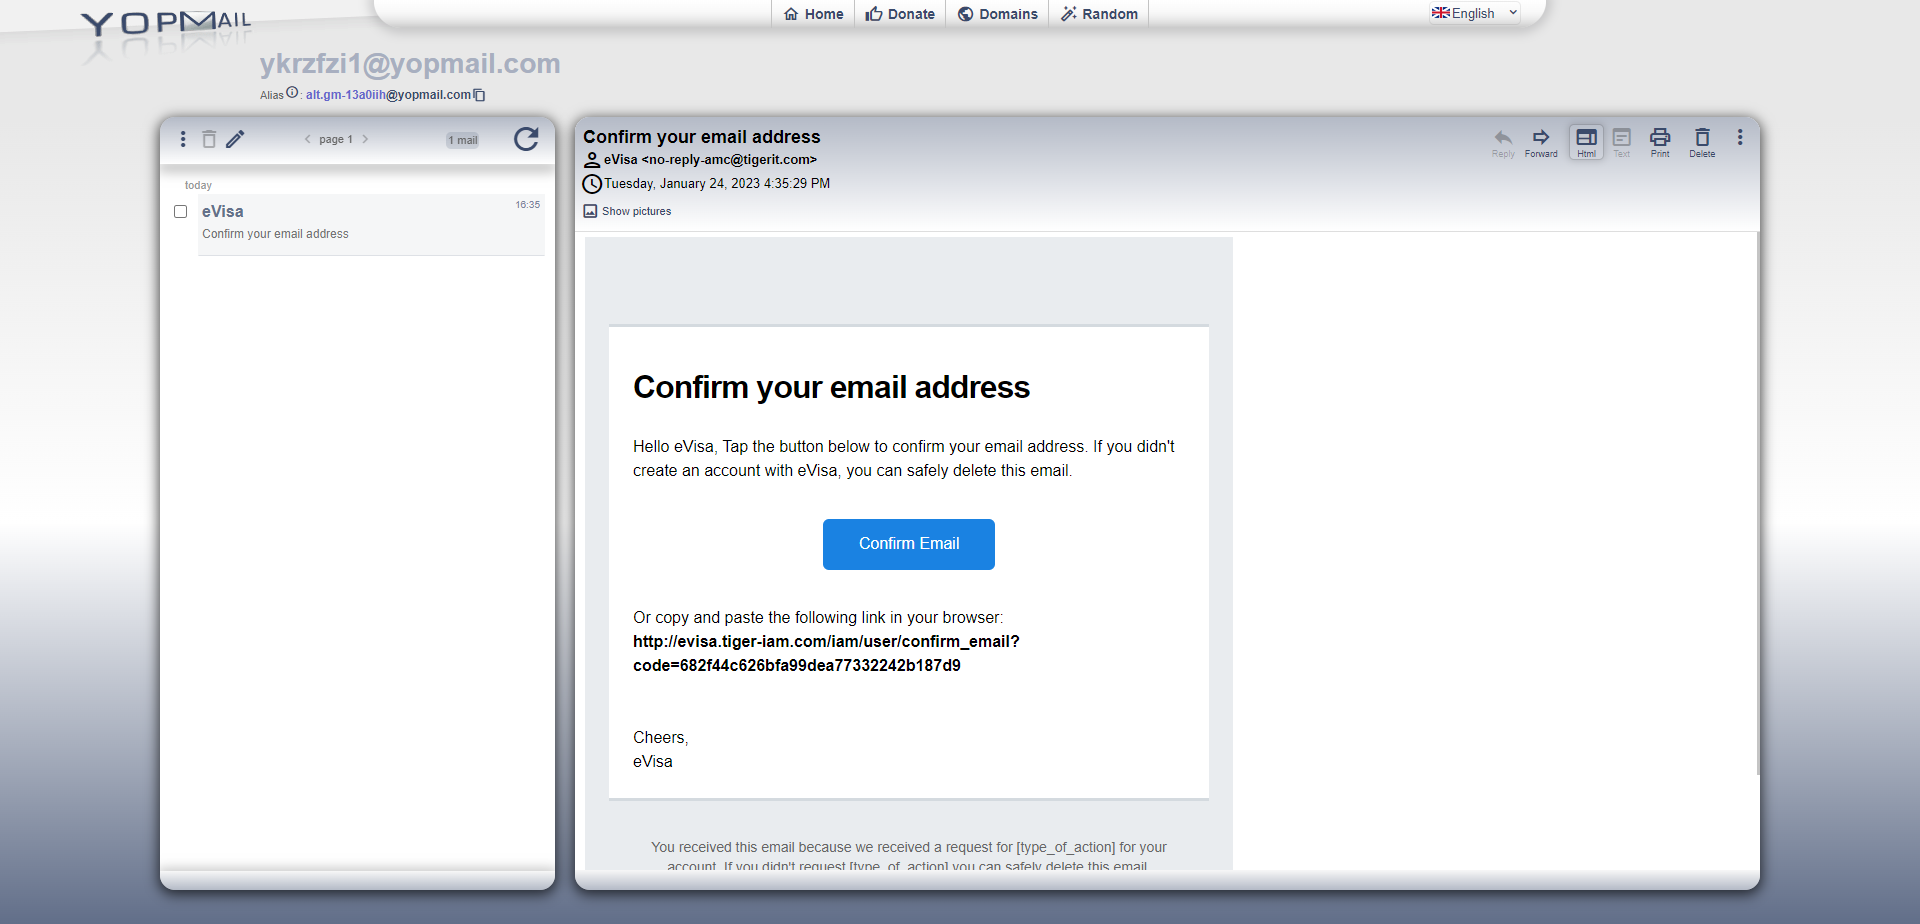 YOPMAIL
Home
Donate
Domains
Random
English
ykrzfzi1@yopmail.com
Alias : alt.gm-13a0iih@yopmail.com
page 1
1 mail
today
eVisa
16:35
Confirm your email address
Confirm your email address
eVisa <no-reply-amc@tigerit.com>
Tuesday, January 24, 2023 4:35:29 PM
Show pictures
Reply
Forward
Html
Text
Print
Delete
Confirm your email address
Hello eVisa, Tap the button below to confirm your email address. If you didn't
create an account with eVisa, you can safely delete this email.
Confirm Email
Or copy and paste the following link in your browser:
http://evisa.tiger-iam.com/iam/user/confirm_email?
code=682f44c626bfa99dea77332242b187d9
Cheers,
eVisa
You received this email because we received a request for [type_of_action] for your
account. If you didn't request [type_of_action] you can safely delete this email.